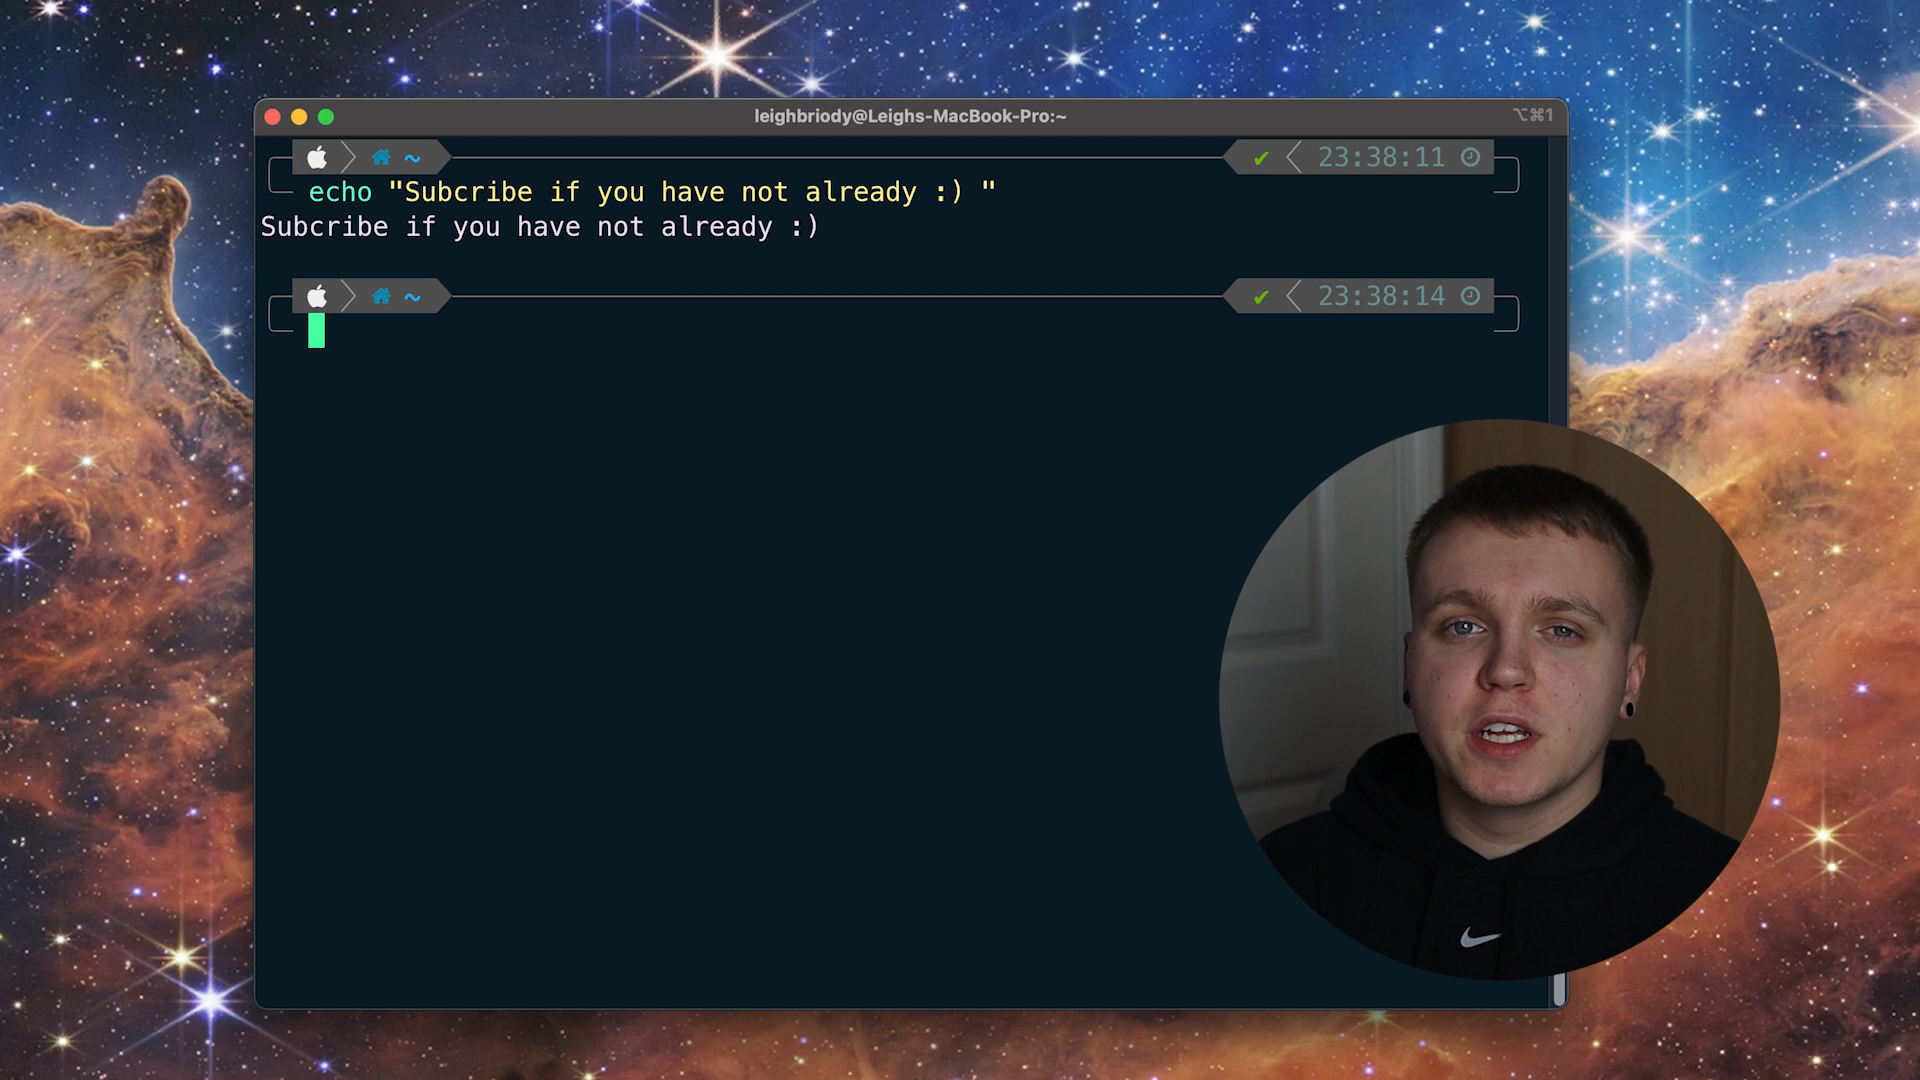 leighbriody@Leighs-MacBook-Pro:~ ⌥⌘1
~ ✔ 23:38:11
echo "Subcribe if you have not already :) "
Subcribe if you have not already :)
~ ✔ 23:38:14